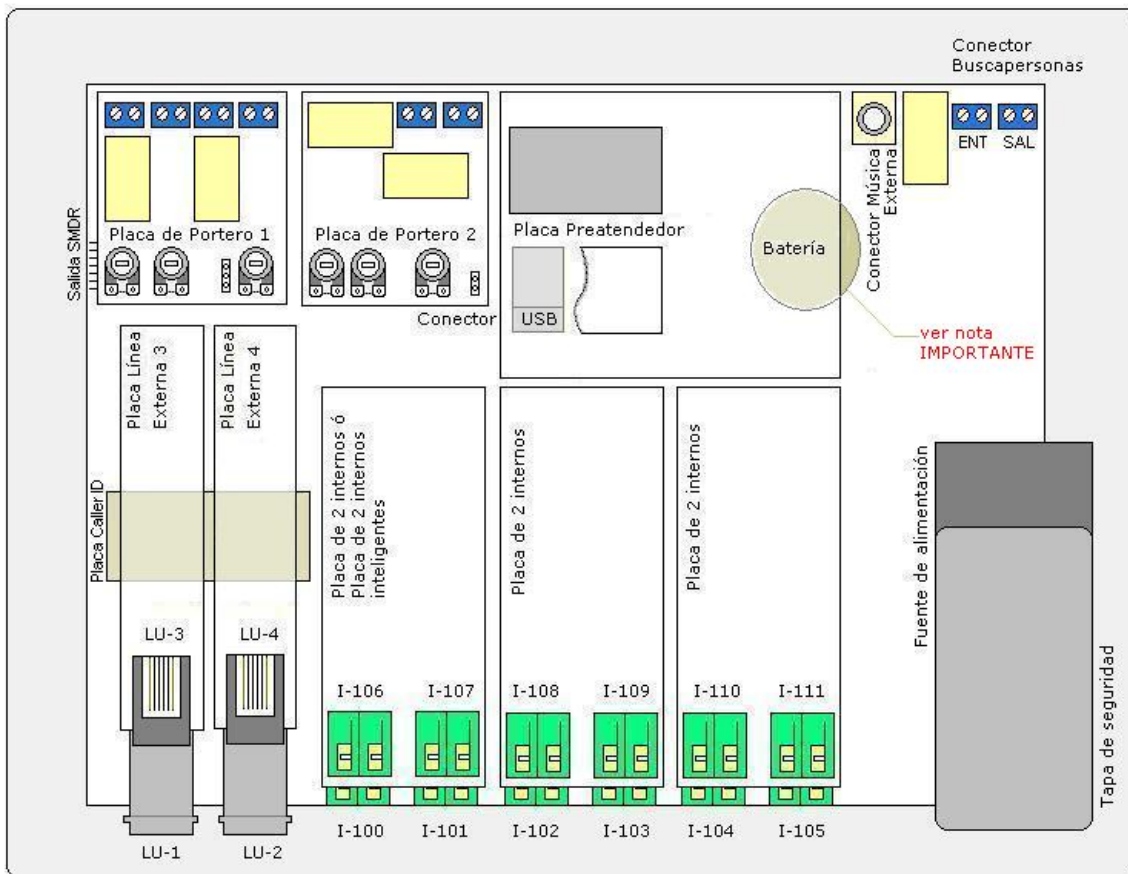 Conector
Buscapersonas
ENT
SAL
Conector Música
Externa
Salida SMDR
Placa de Portero 1
Placa de Portero 2
Placa Preatendedor
Batería
Conector
USB
ver nota
IMPORTANTE
Placa Línea
Externa 3
Placa Línea
Externa 4
Placa Caller ID
Placa de 2 internos ó
Placa de 2 internos
inteligentes
Placa de 2 internos
Placa de 2 internos
Fuente de alimentación
Tapa de seguridad
LU-3
LU-4
I-106
I-107
I-108
I-109
I-110
I-111
I-100
I-101
I-102
I-103
I-104
I-105
LU-1
LU-2